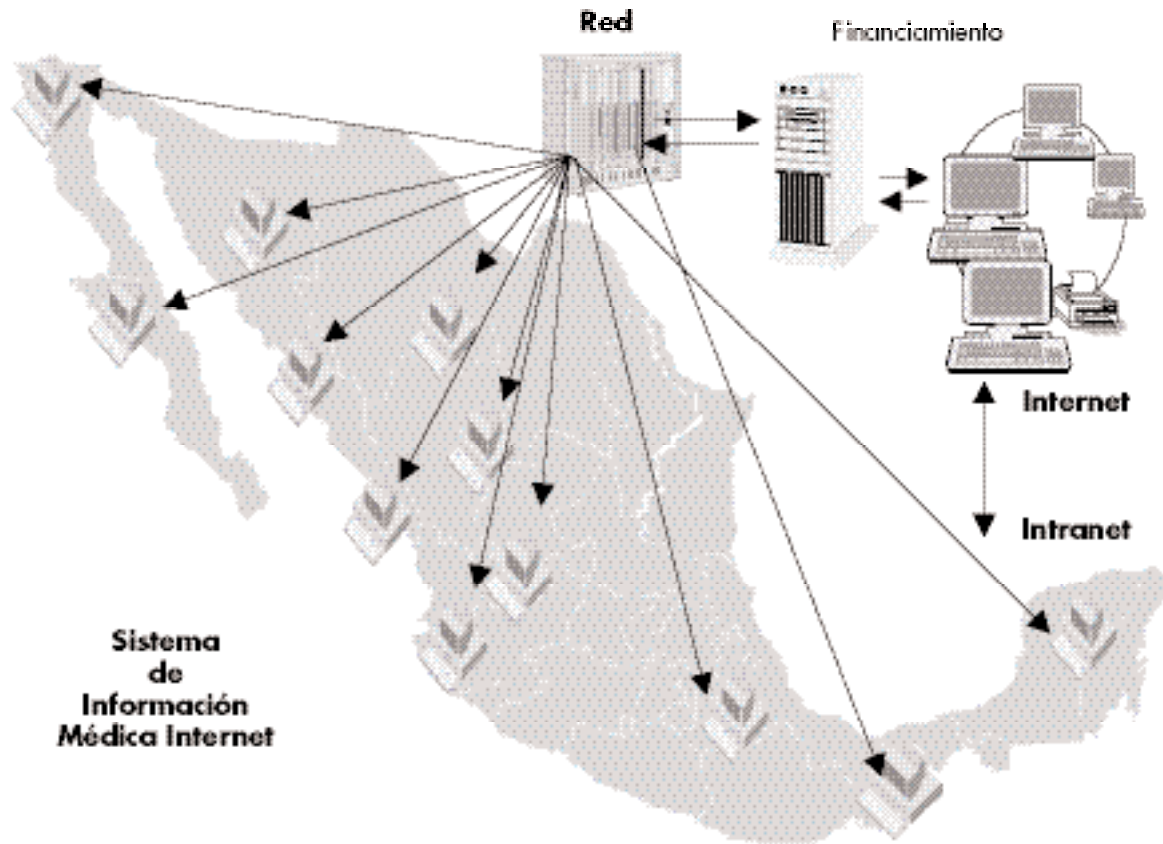 Red
Financiamiento
Internet
Intranet
Sistema
de
Información
Médica Internet